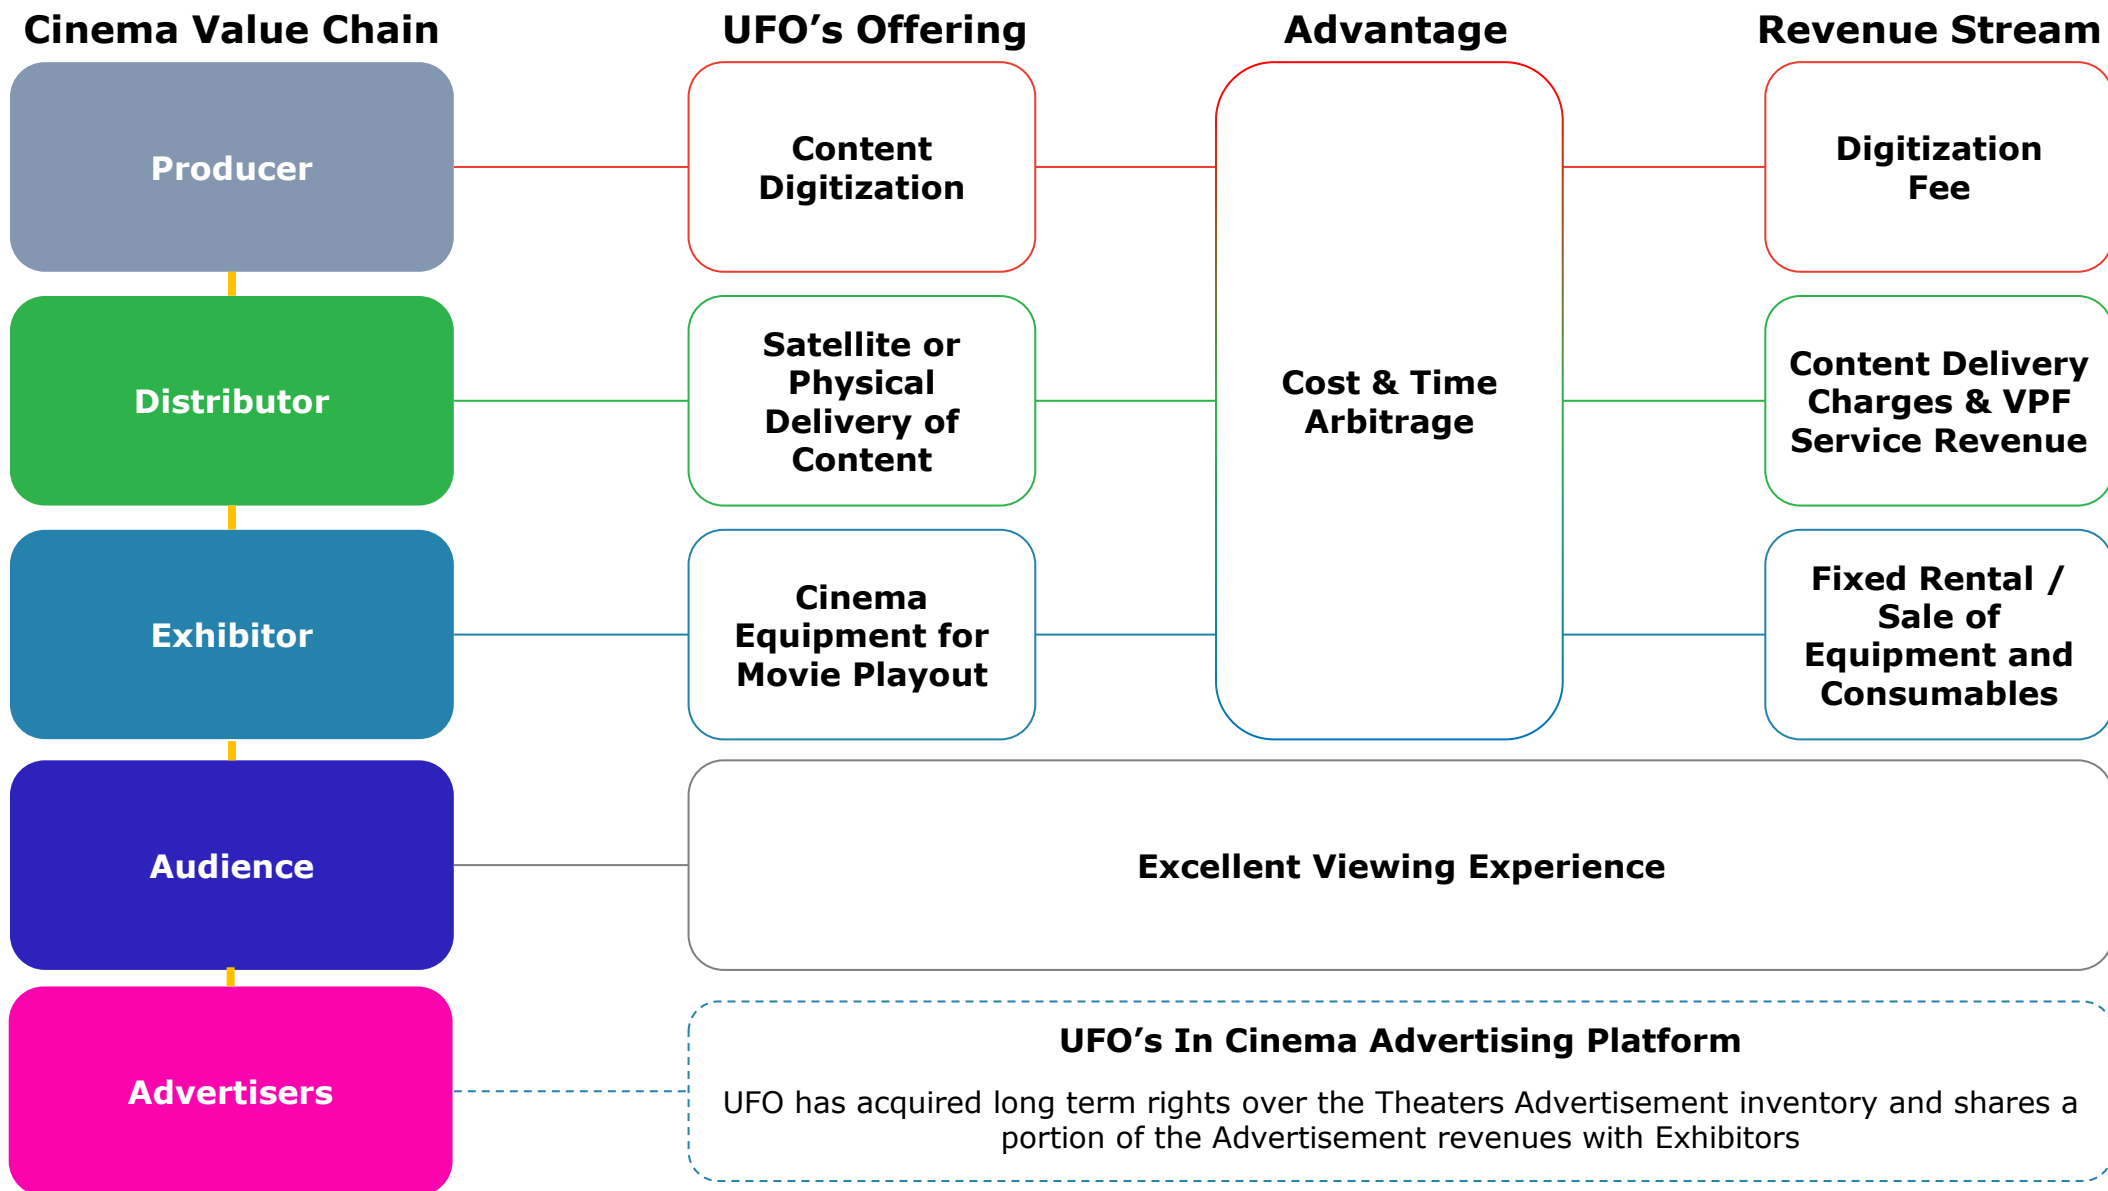 Cinema Value Chain
UFO’s Offering
Advantage
Revenue Stream
Producer
Content
Digitization
Cost & Time
Arbitrage
Digitization
Fee
Distributor
Satellite or
Physical
Delivery of
Content
Content Delivery
Charges & VPF
Service Revenue
Exhibitor
Cinema
Equipment for
Movie Playout
Fixed Rental /
Sale of
Equipment and
Consumables
Audience
Excellent Viewing Experience
Advertisers
UFO’s In Cinema Advertising Platform
UFO has acquired long term rights over the Theaters Advertisement inventory and shares a
portion of the Advertisement revenues with Exhibitors